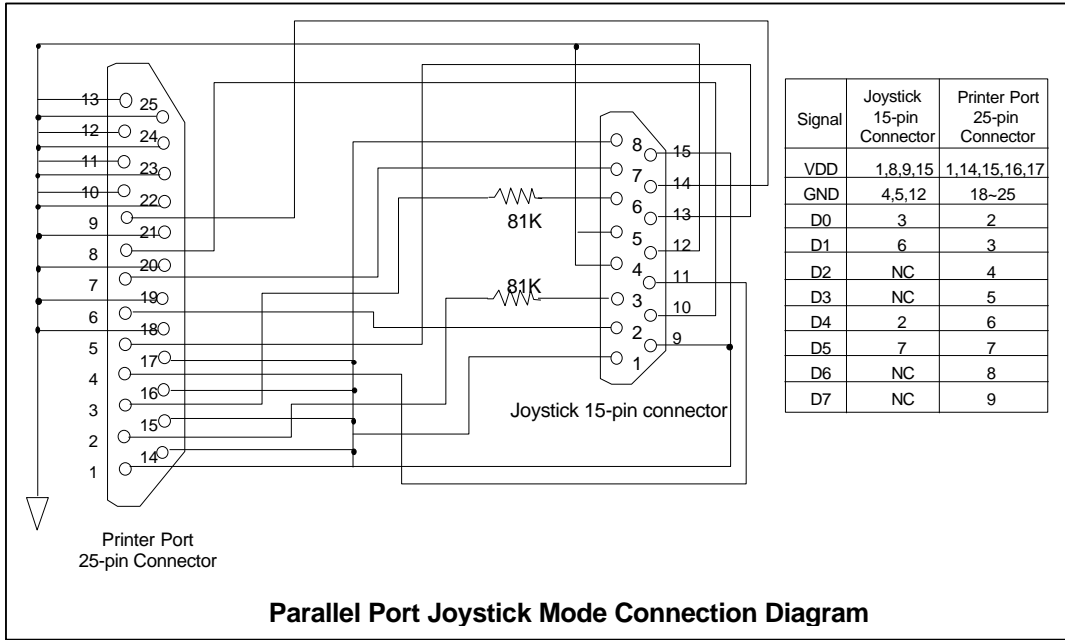 13
25
12
24
11
23
10
22
9
21
8
20
7
19
6
18
5
17
4
16
3
15
2
14
1
Printer Port
25-pin Connector
81K
81K
8
15
7
14
6
13
5
12
4
11
3
10
2
9
1
Joystick 15-pin connector
Signal Joystick 15-pin Connector Printer Port 25-pin Connector
VDD 1,8,9,15 1,14,15,16,17
GND 4,5,12 18~25
D0 3 2
D1 6 3
D2 NC 4
D3 NC 5
D4 2 6
D5 7 7
D6 NC 8
D7 NC 9
Parallel Port Joystick Mode Connection Diagram